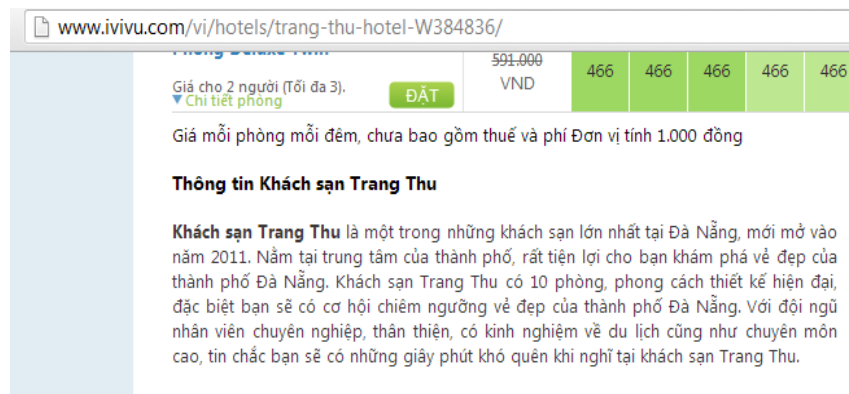 www.ivivu.com/vi/hotels/trang-thu-hotel-W384836/
Phòng Deluxe Twin
591.000
VND
466 466 466 466 466
Giá cho 2 người (Tối đa 3).
Chi tiết phòng
ĐẶT
Giá mỗi phòng mỗi đêm, chưa bao gồm thuế và phí Đơn vị tính 1.000 đồng
Thông tin Khách sạn Trang Thu
Khách sạn Trang Thu là một trong những khách sạn lớn nhất tại Đà Nẵng, mới mở vào
năm 2011. Nằm tại trung tâm của thành phố, rất tiện lợi cho bạn khám phá vẻ đẹp của
thành phố Đà Nẵng. Khách sạn Trang Thu có 10 phòng, phong cách thiết kế hiện đại,
đặc biệt bạn sẽ có cơ hội chiêm ngưỡng vẻ đẹp của thành phố Đà Nẵng. Với đội ngũ
nhân viên chuyên nghiệp, thân thiện, có kinh nghiệm về du lịch cũng như chuyên môn
cao, tin chắc bạn sẽ có những giây phút khó quên khi nghĩ tại khách sạn Trang Thu.